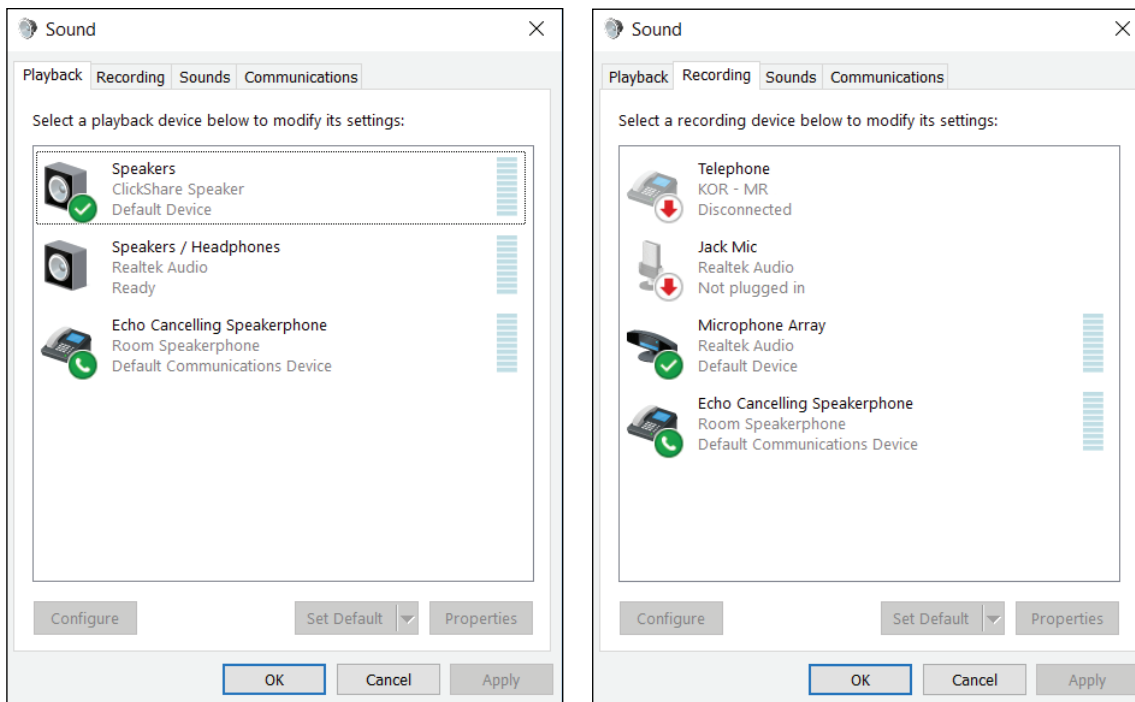 Sound
Playback Recording Sounds Communications
Select a playback device below to modify its settings:
Speakers
ClickShare Speaker
Default Device
Speakers / Headphones
Realtek Audio
Ready
Echo Cancelling Speakerphone
Room Speakerphone
Default Communications Device
Configure Set Default Properties
OK Cancel Apply
Sound
Playback Recording Sounds Communications
Select a recording device below to modify its settings:
Telephone
KOR - MR
Disconnected
Jack Mic
Realtek Audio
Not plugged in
Microphone Array
Realtek Audio
Default Device
Echo Cancelling Speakerphone
Room Speakerphone
Default Communications Device
Configure Set Default Properties
OK Cancel Apply